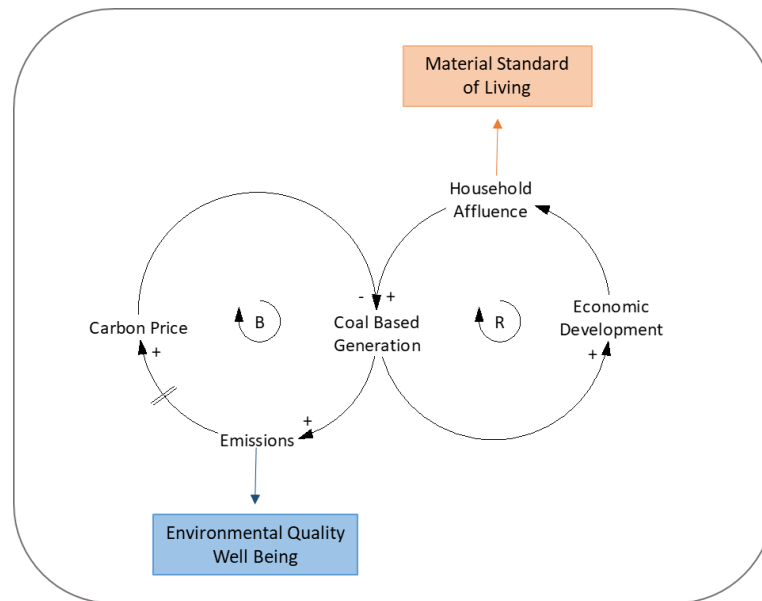 Material Standard
of Living
Household
Affluence
- +
Carbon Price
B
Coal Based
Generation
R
Economic
Development
+
+
+
Emissions
Environmental Quality
Well Being